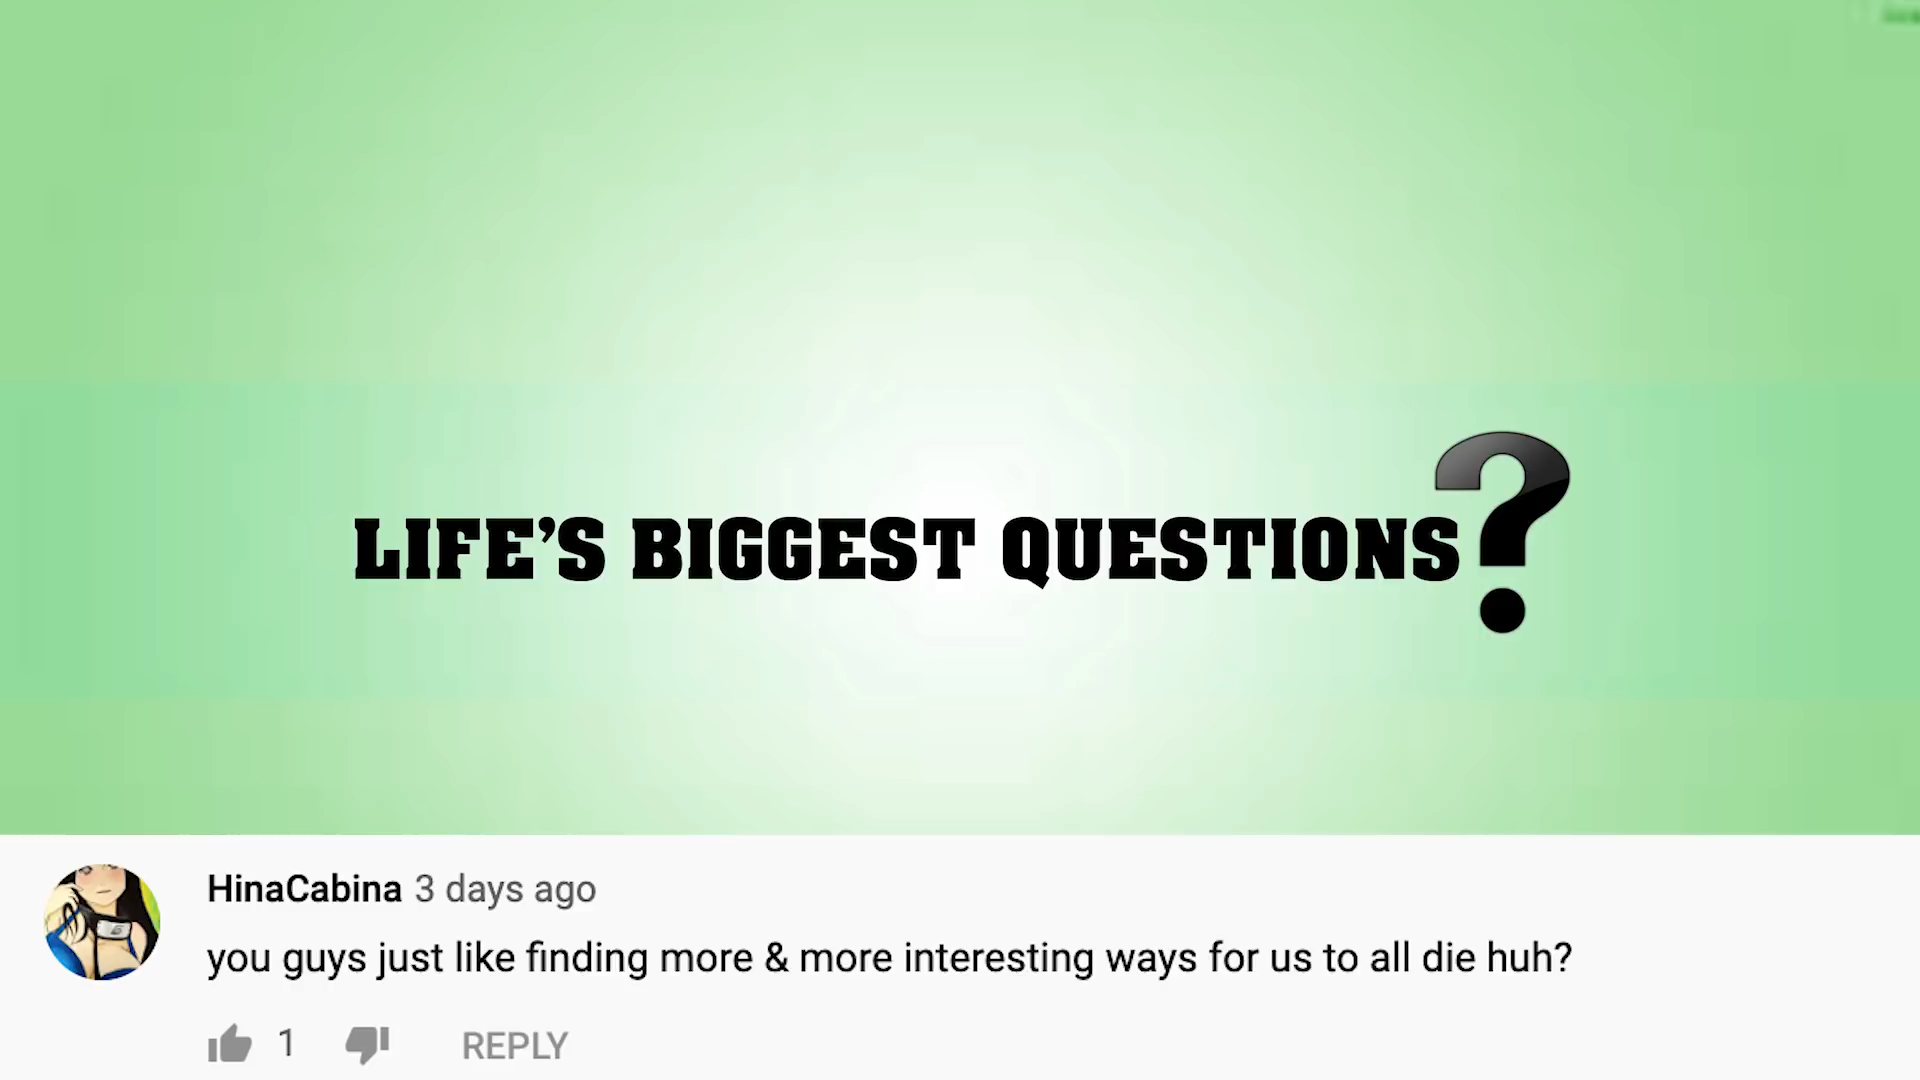 LIFE'S BIGGEST QUESTIONS?
HinaCabina 3 days ago
you guys just like finding more & more interesting ways for us to all die huh?
1 REPLY